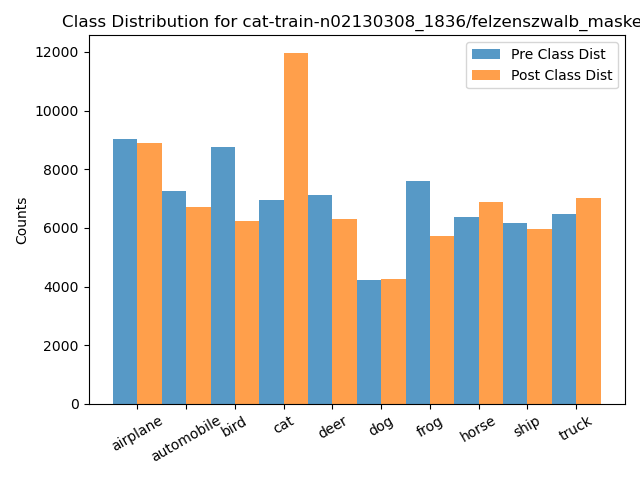 Class Distribution for cat-train-n02130308_1836/felzenszwalb_maske
Pre Class Dist
Post Class Dist
Counts
12000
10000
8000
6000
4000
2000
0
airplane
automobile
bird
cat
deer
dog
frog
horse
ship
truck